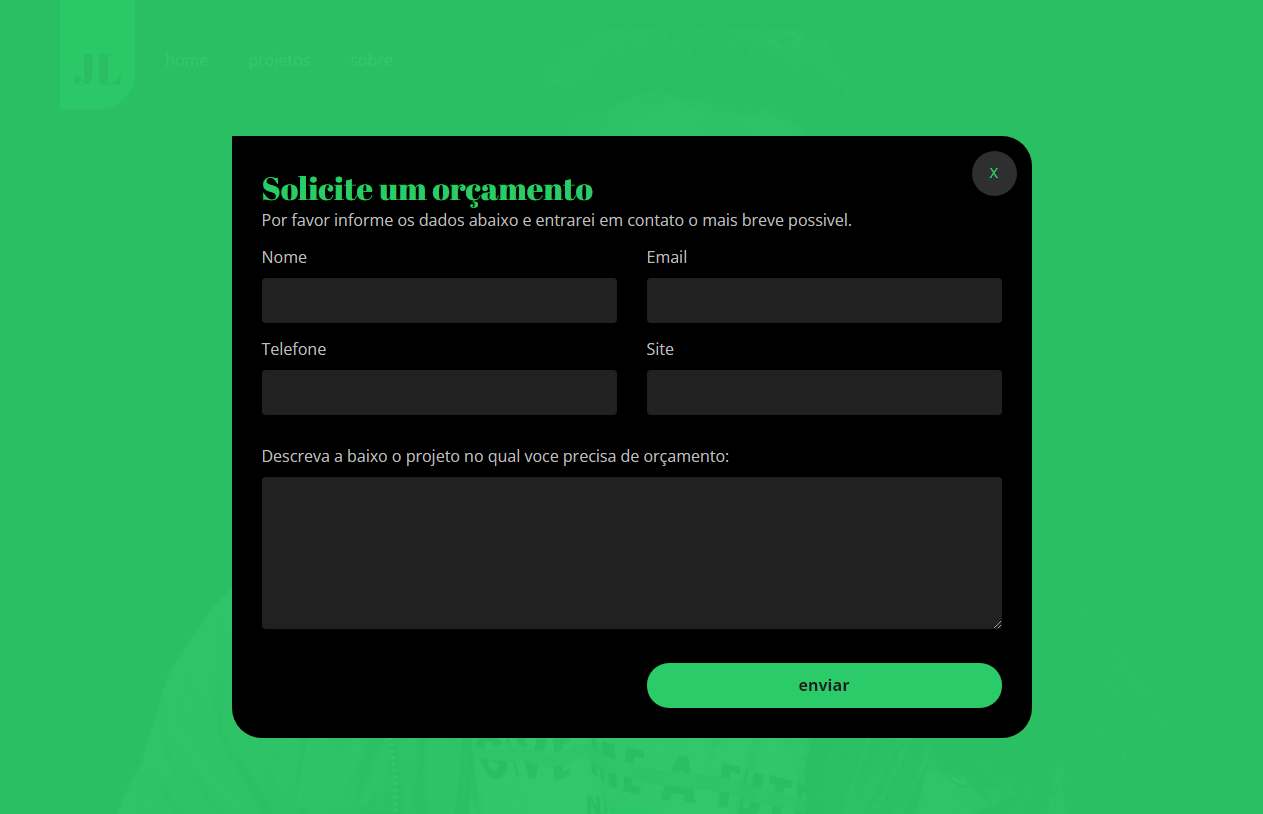 JL
home projetos sobre
X
Solicite um orçamento
Por favor informe os dados abaixo e entrarei em contato o mais breve possivel.
Nome Email
Telefone Site
Descreva a baixo o projeto no qual voce precisa de orçamento:
enviar
ME A